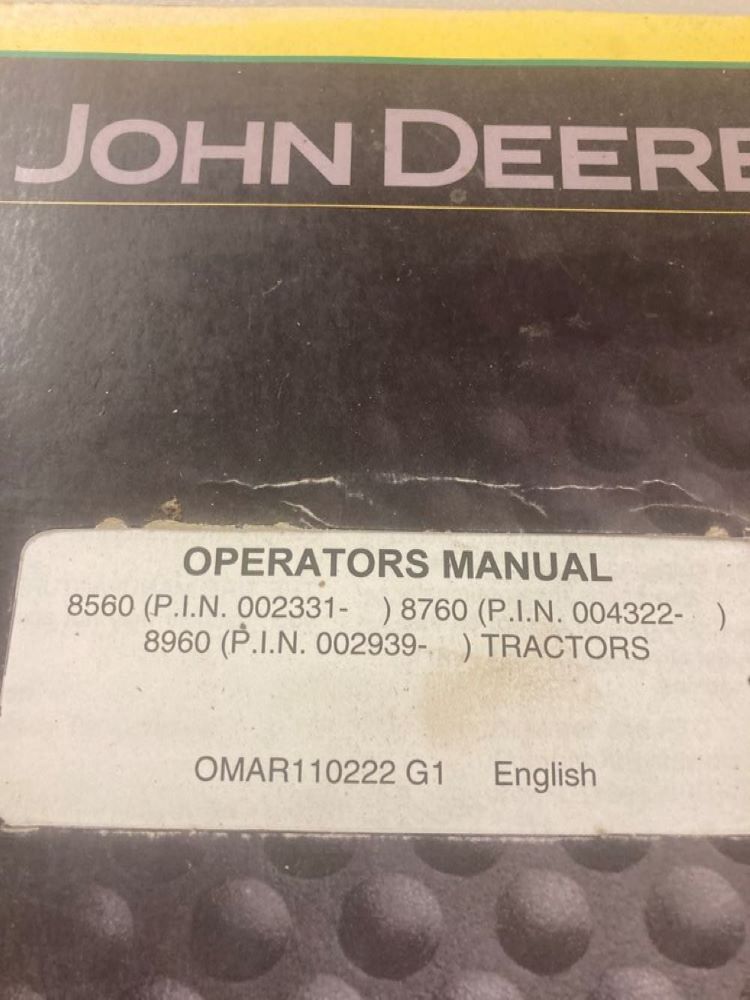 JOHN DEERE
OPERATORS MANUAL
8560 (P.I.N. 002331-    ) 8760 (P.I.N. 004322-    )
8960 (P.I.N. 002939-    ) TRACTORS
OMAR110222 G1    English